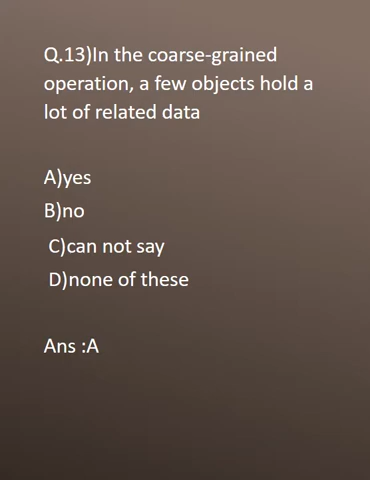 Q.13)In the coarse-grained
operation, a few objects hold a
lot of related data
A)yes
B)no
C)can not say
D)none of these
Ans :A